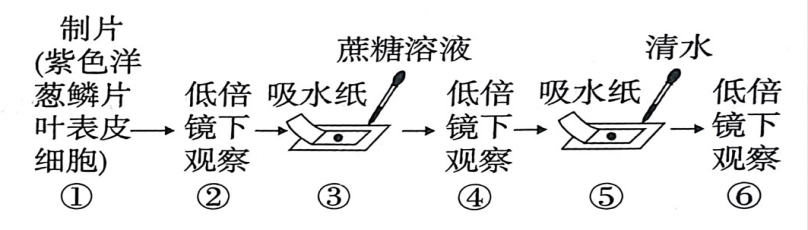 制片
(紫色洋
葱鳞片
叶表皮
细胞)
①
低倍
镜下
观察
②
吸水纸
蔗糖溶液
③
低倍
镜下
观察
④
吸水纸
清水
⑤
低倍
镜下
观察
⑥